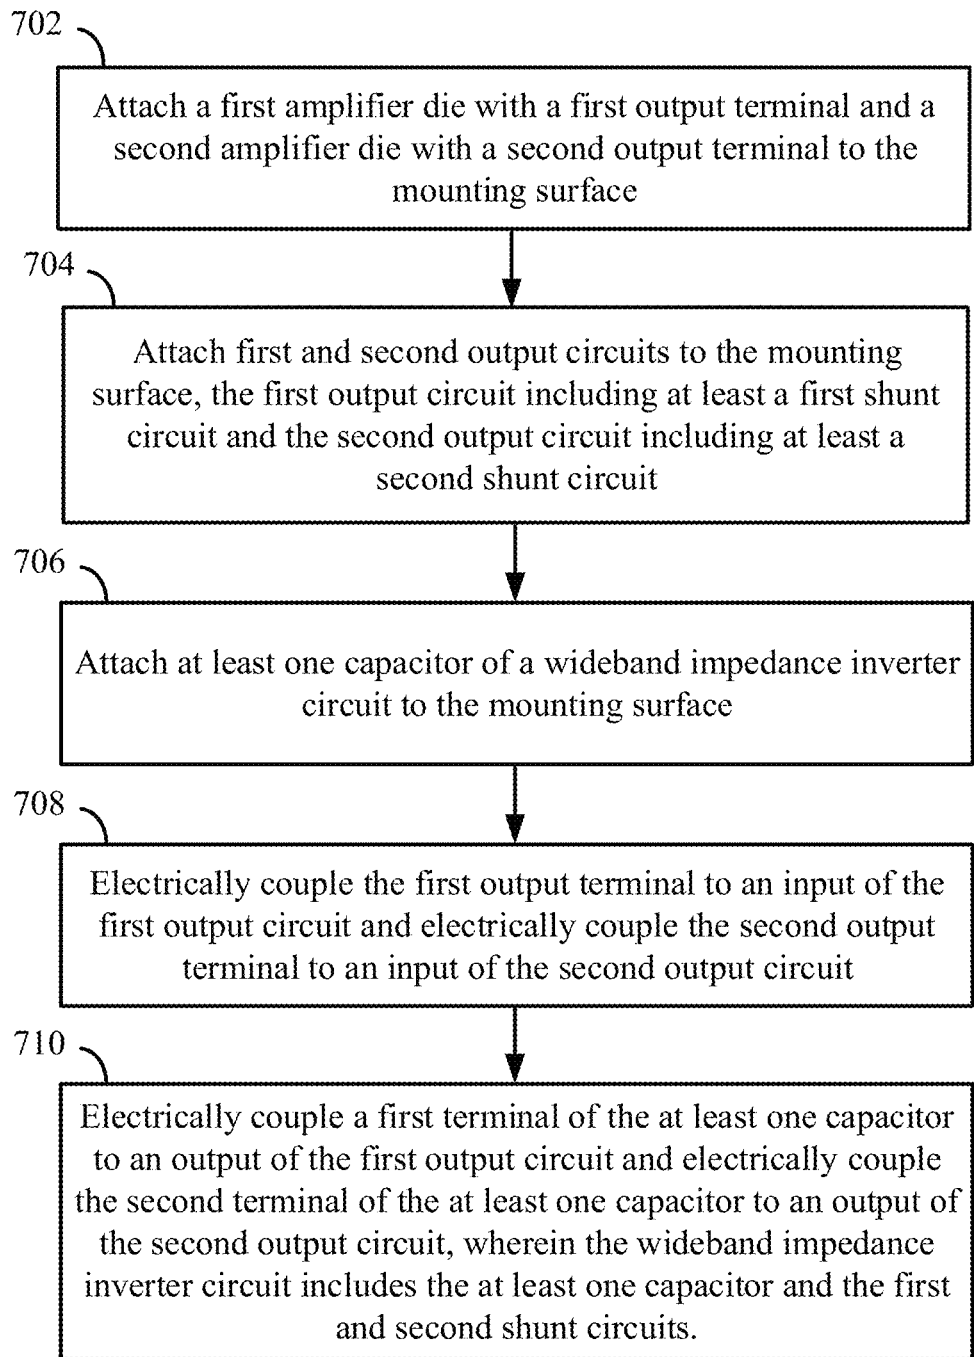 702
Attach a first amplifier die with a first output terminal and a
second amplifier die with a second output terminal to the
mounting surface
704
Attach first and second output circuits to the mounting
surface, the first output circuit including at least a first shunt
circuit and the second output circuit including at least a
second shunt circuit
706
Attach at least one capacitor of a wideband impedance inverter
circuit to the mounting surface
708
Electrically couple the first output terminal to an input of the
first output circuit and electrically couple the second output
terminal to an input of the second output circuit
710
Electrically couple a first terminal of the at least one capacitor
to an output of the first output circuit and electrically couple
the second terminal of the at least one capacitor to an output of
the second output circuit, wherein the wideband impedance
inverter circuit includes the at least one capacitor and the first
and second shunt circuits.